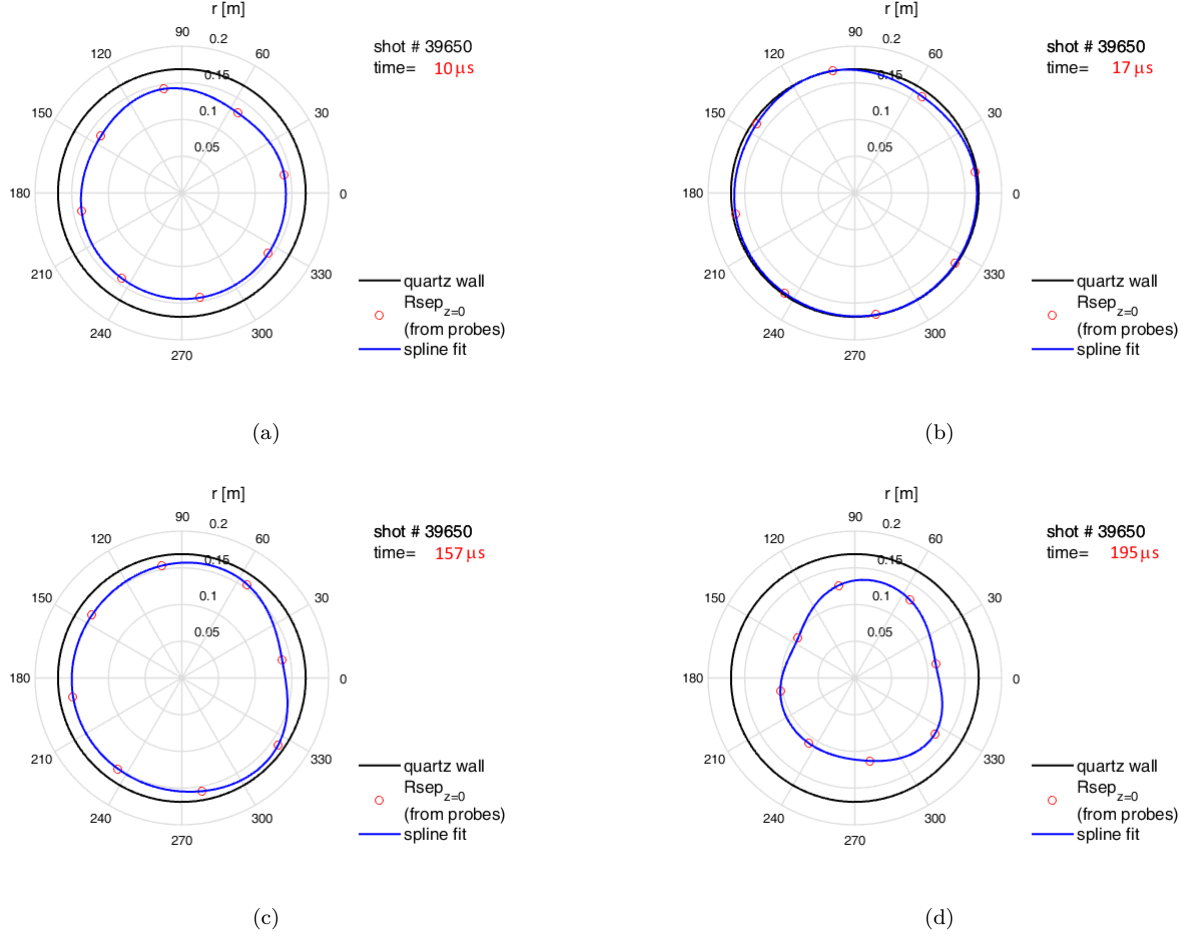 r [m]
90
0.2
120
60
0.15
150
0.1
30
0.05
180
0
210
330
240
300
270
shot # 39650
time= 10 μs
quartz wall
Rsep_z=0
(from probes)
spline fit
(a)
r [m]
90
0.2
120
60
0.15
150
0.1
30
0.05
180
0
210
330
240
300
270
shot # 39650
time= 17 μs
quartz wall
Rsep_z=0
(from probes)
spline fit
(b)
r [m]
90
0.2
120
60
0.15
150
0.1
30
0.05
180
0
210
330
240
300
270
shot # 39650
time= 157 μs
quartz wall
Rsep_z=0
(from probes)
spline fit
(c)
r [m]
90
0.2
120
60
0.15
150
0.1
30
0.05
180
0
210
330
240
300
270
shot # 39650
time= 195 μs
quartz wall
Rsep_z=0
(from probes)
spline fit
(d)